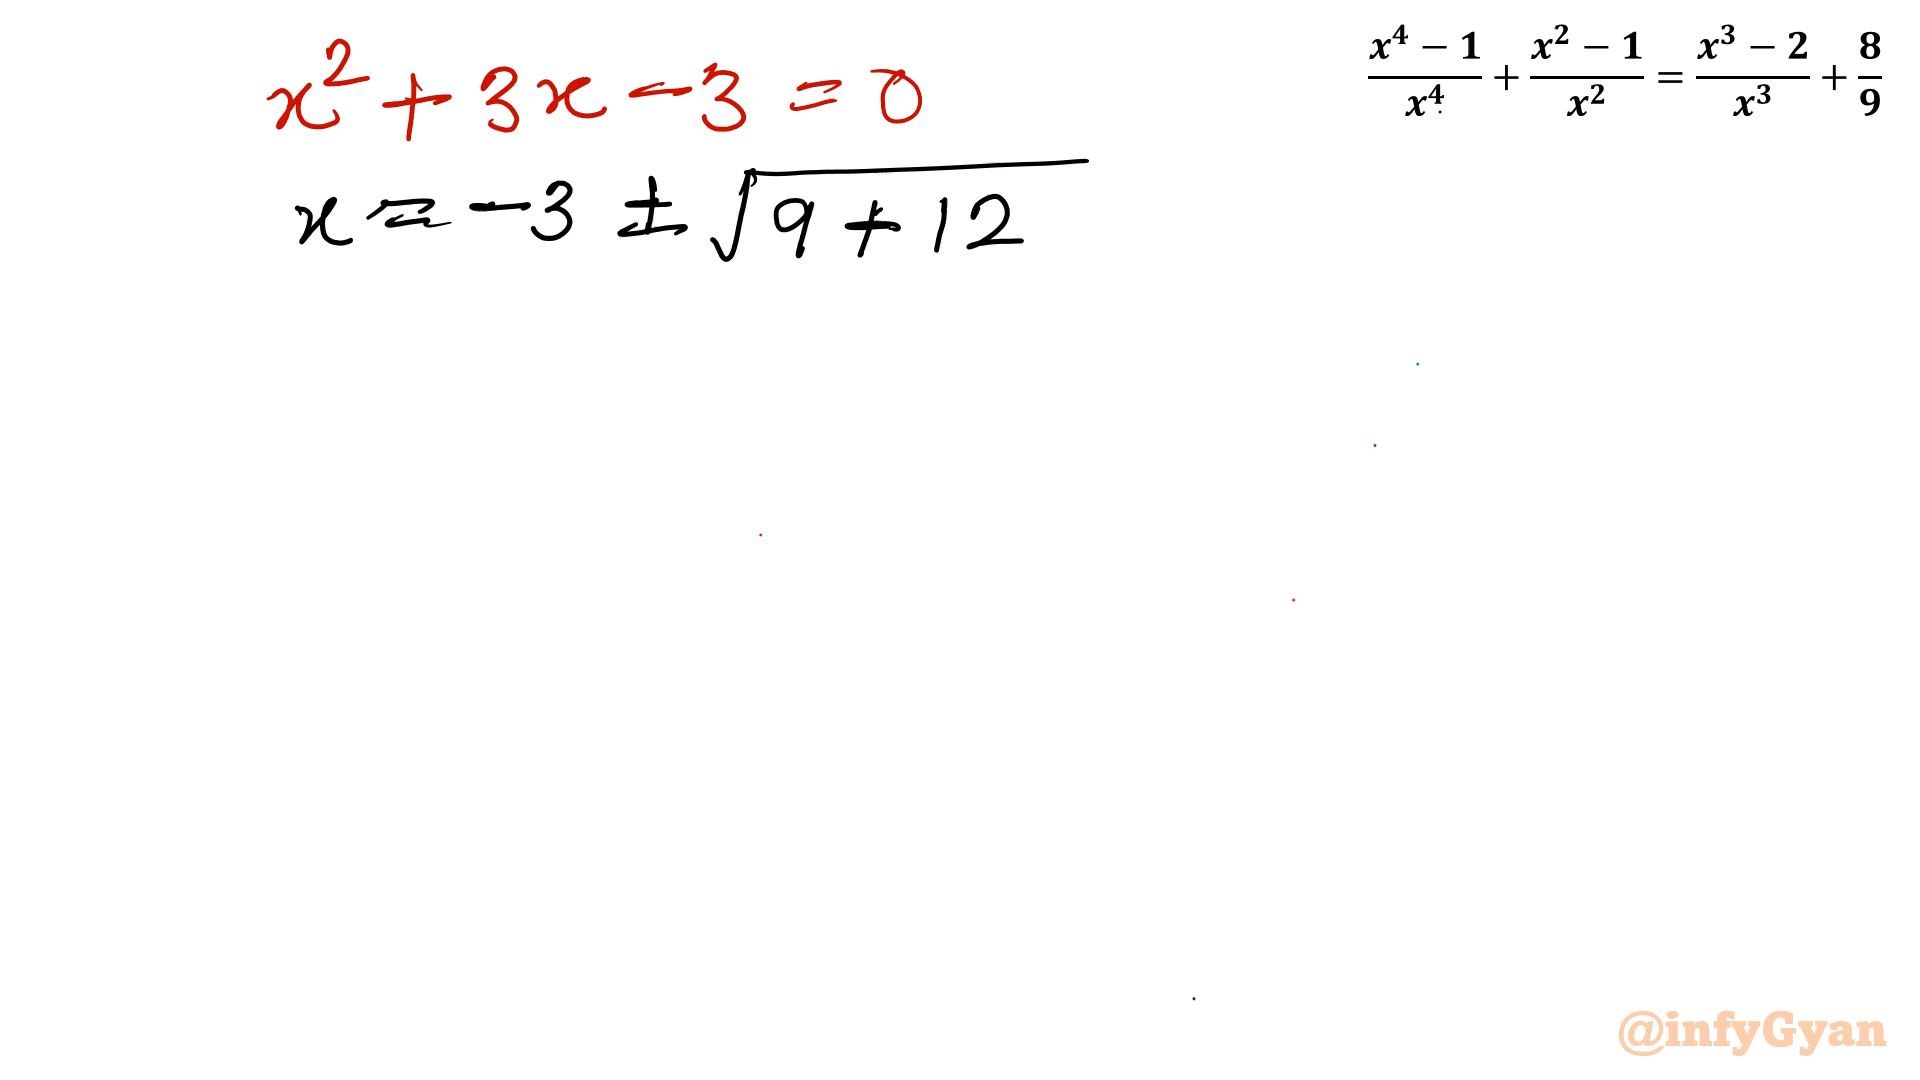 x² + 3x - 3 = 0
x = -3 ± √(9 + 12)
(x⁴ − 1)/x⁴ + (x² − 1)/x² = (x³ − 2)/x³ + 8/9
@infyGyan